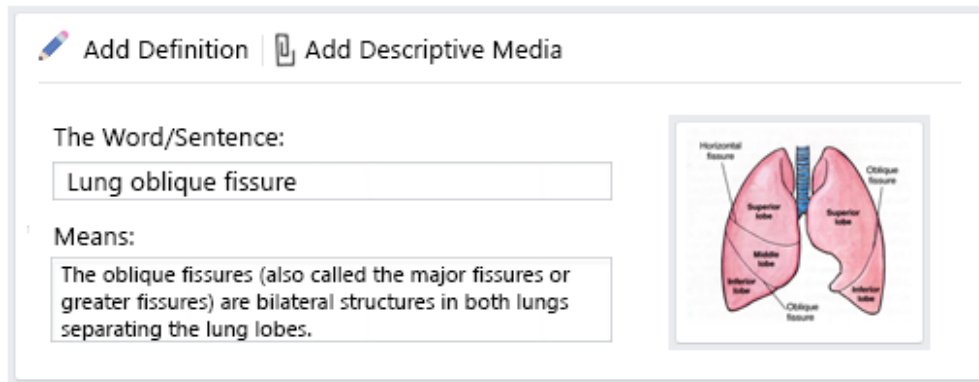 Add Definition Add Descriptive Media
The Word/Sentence:
Lung oblique fissure
Means:
The oblique fissures (also called the major fissures or
greater fissures) are bilateral structures in both lungs
separating the lung lobes.
Horizontal
fissure
Oblique
fissure
Superior
lobe
Superior
lobe
Middle
lobe
Inferior
lobe
Inferior
lobe
Oblique
fissure